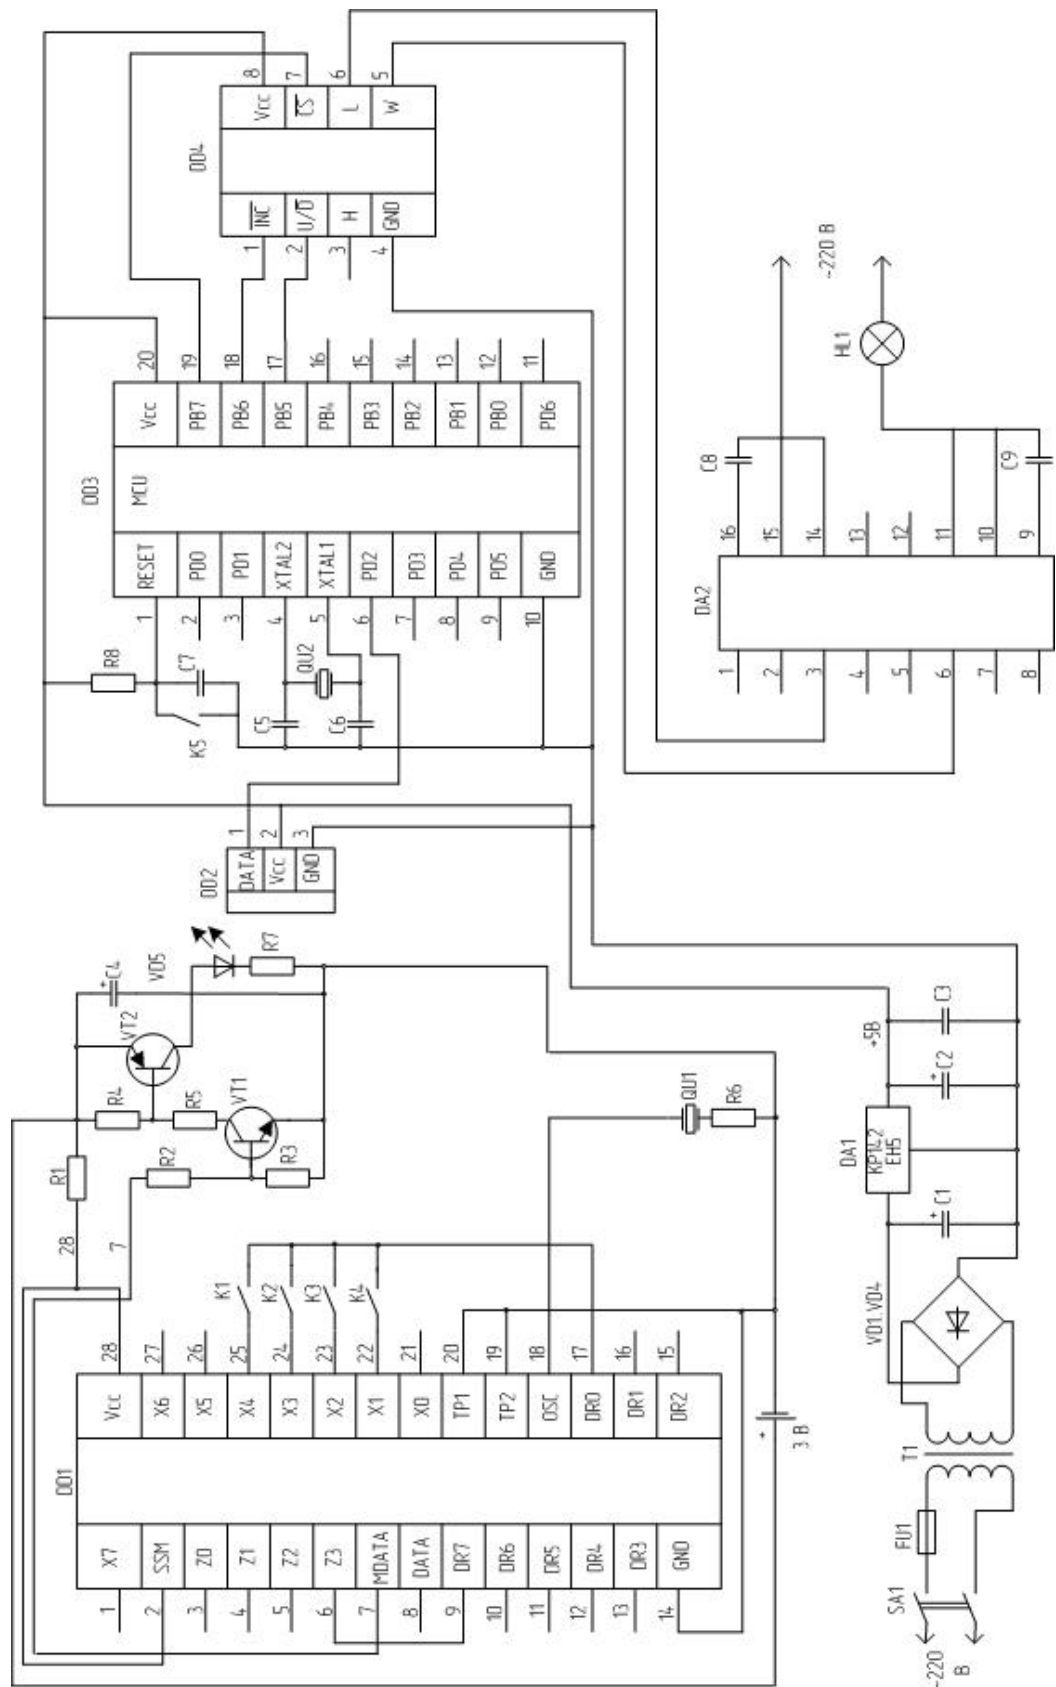 DD1
X7
SSM
Z0
Z1
Z2
Z3
MDATA
DATA
DR7
DR6
DR5
DR4
DR3
GND
1
2
3
4
5
6
7
8
9
10
11
12
13
14
Vcc
X6
X5
X4
X3
X2
X1
X0
TP1
TP2
OSC
DR0
DR1
DR2
28
27
26
25
24
23
22
21
20
19
18
17
16
15
K1
K2
K3
K4
28
7
R1
R2
R3
R4
R5
VT1
VT2
C4
VD5
R7
QU1
R6
+
3 В
DD2
DATA
Vcc
GND
1
2
3
R8
K5
C7
C5
C6
QU2
DD3
MCU
RESET
PD0
PD1
XTAL2
XTAL1
PD2
PD3
PD4
PD5
GND
1
2
3
4
5
6
7
8
9
10
Vcc
PB7
PB6
PB5
PB4
PB3
PB2
PB1
PB0
PD6
20
19
18
17
16
15
14
13
12
11
DD4
INC
U/D
H
GND
1
2
3
4
Vcc
CS
L
W
8
7
6
5
SA1
~220
В
FU1
T1
VD1..VD4
C1
DA1
КР142
ЕН5
+5В
C2
C3
DA2
1
2
3
4
5
6
7
8
16
15
14
13
12
11
10
9
C8
C9
HL1
~220 В